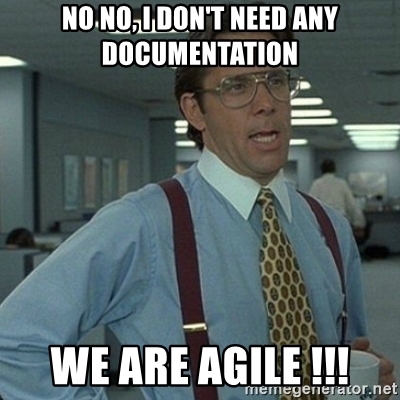 NO NO, I DON'T NEED ANY
DOCUMENTATION
WE ARE AGILE !!!
memegenerator.net